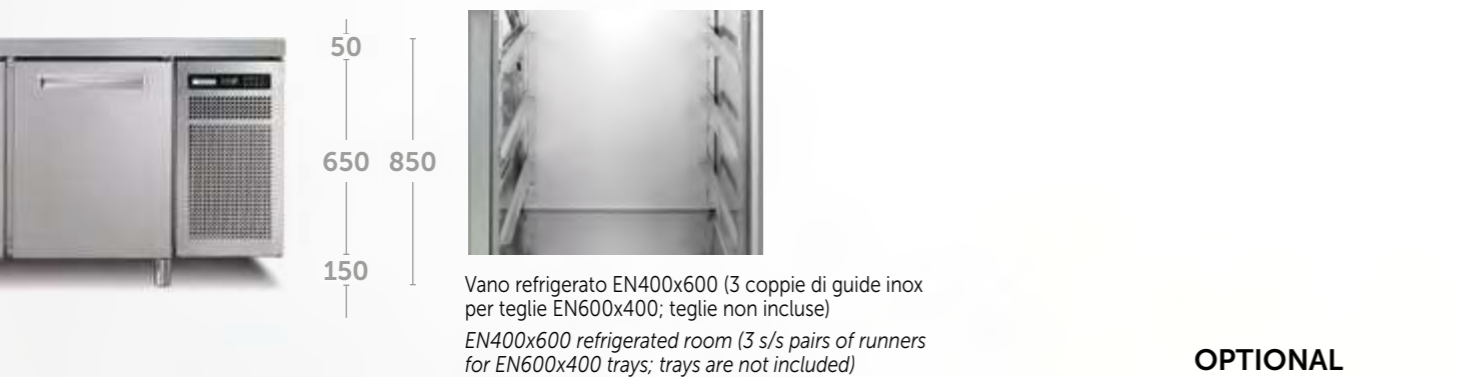 50
650 850
150
Vano refrigerato EN400x600 (3 coppie di guide inox
per teglie EN600x400; teglie non incluse)
EN400x600 refrigerated room (3 s/s pairs of runners
for EN600x400 trays; trays are not included)
OPTIONAL